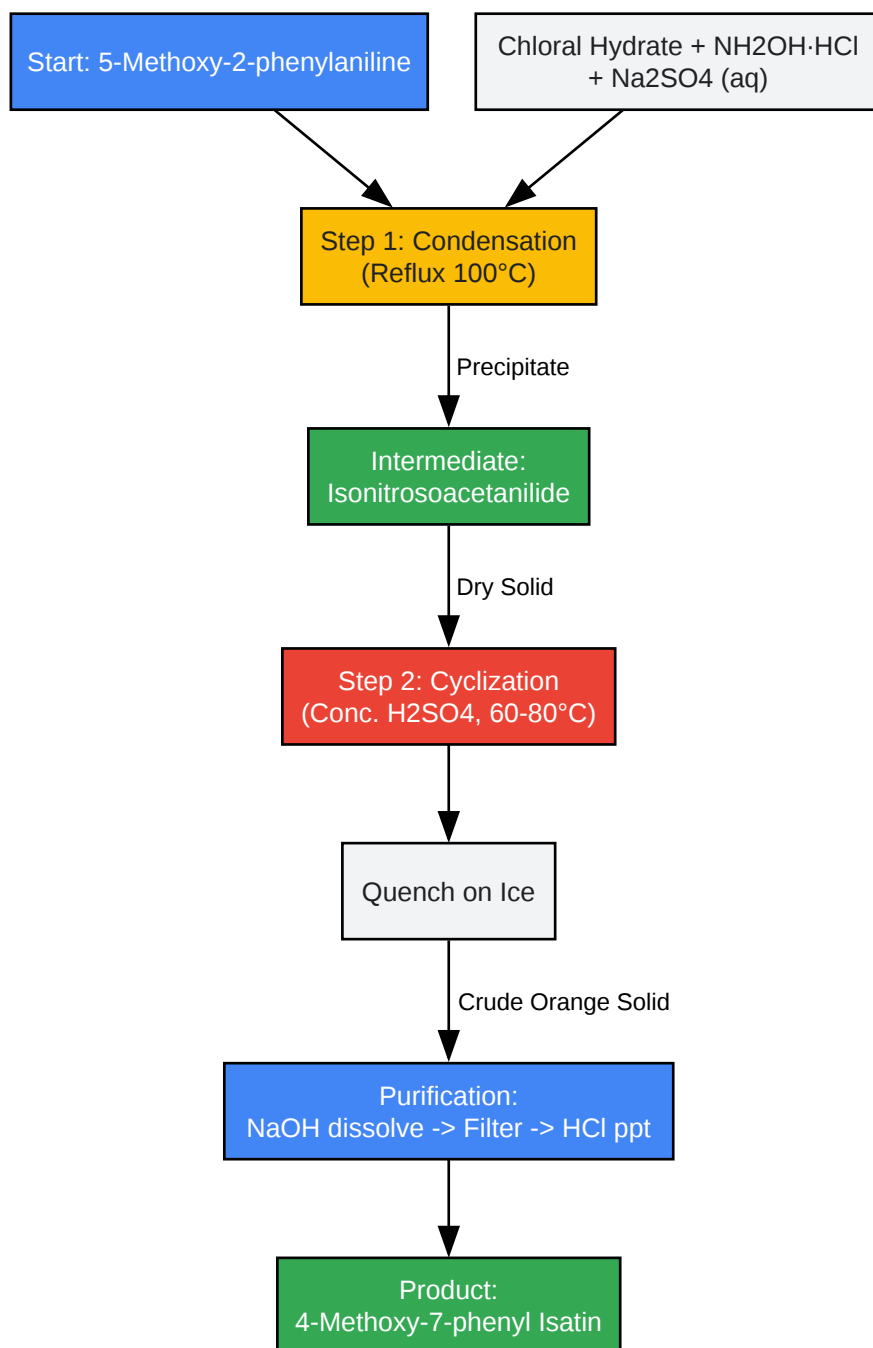 Start: 5-Methoxy-2-phenylaniline
Chloral Hydrate + NH2OH·HCl
+ Na2SO4 (aq)
Step 1: Condensation
(Reflux 100°C)
Precipitate
Intermediate:
Isonitrosoacetanilide
Dry Solid
Step 2: Cyclization
(Conc. H2SO4, 60-80°C)
Quench on Ice
Crude Orange Solid
Purification:
NaOH dissolve -> Filter -> HCl ppt
Product:
4-Methoxy-7-phenyl Isatin